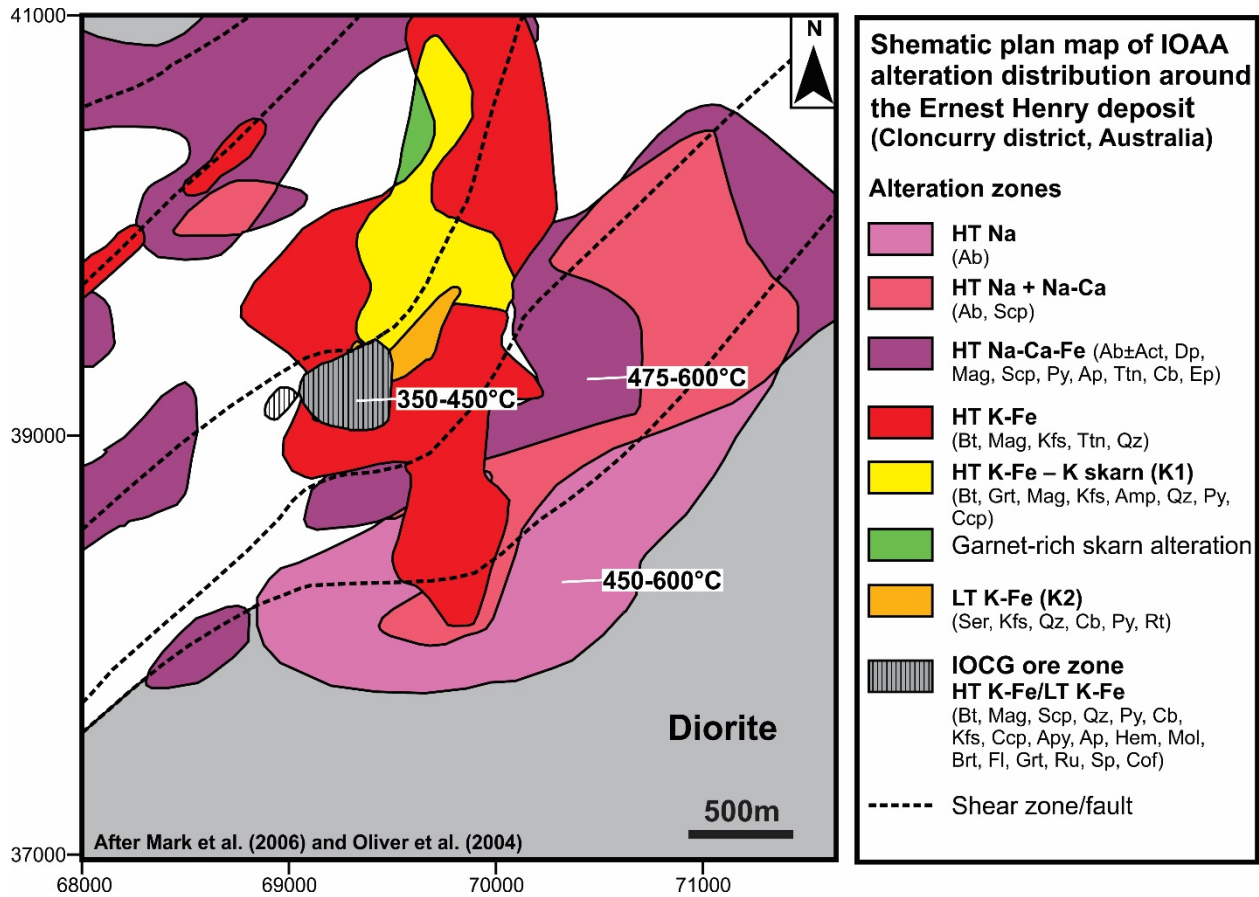 41000
39000
37000
68000
69000
70000
71000
N
475-600°C
350-450°C
450-600°C
Diorite
500m
After Mark et al. (2006) and Oliver et al. (2004)
Shematic plan map of IOAA
alteration distribution around
the Ernest Henry deposit
(Cloncurry district, Australia)
Alteration zones
HT Na
(Ab)
HT Na + Na-Ca
(Ab, Scp)
HT Na-Ca-Fe (Ab±Act, Dp,
Mag, Scp, Py, Ap, Ttn, Cb, Ep)
HT K-Fe
(Bt, Mag, Kfs, Ttn, Qz)
HT K-Fe – K skarn (K1)
(Bt, Grt, Mag, Kfs, Amp, Qz, Py,
Ccp)
Garnet-rich skarn alteration
LT K-Fe (K2)
(Ser, Kfs, Qz, Cb, Py, Rt)
IOCG ore zone
HT K-Fe/LT K-Fe
(Bt, Mag, Scp, Qz, Py, Cb,
Kfs, Ccp, Apy, Ap, Hem, Mol,
Brt, Fl, Grt, Ru, Sp, Cof)
Shear zone/fault